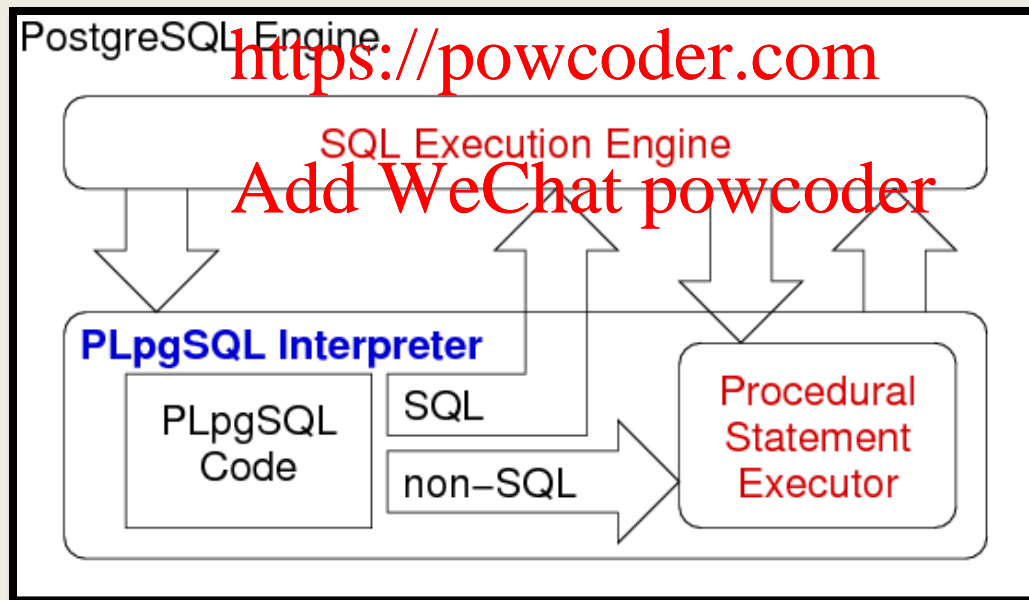 PostgreSQL Engine
https://powcoder.com
SQL Execution Engine
Add WeChat powcoder
PLpgSQL Interpreter
PLpgSQL
Code
SQL
non–SQL
Procedural
Statement
Executor